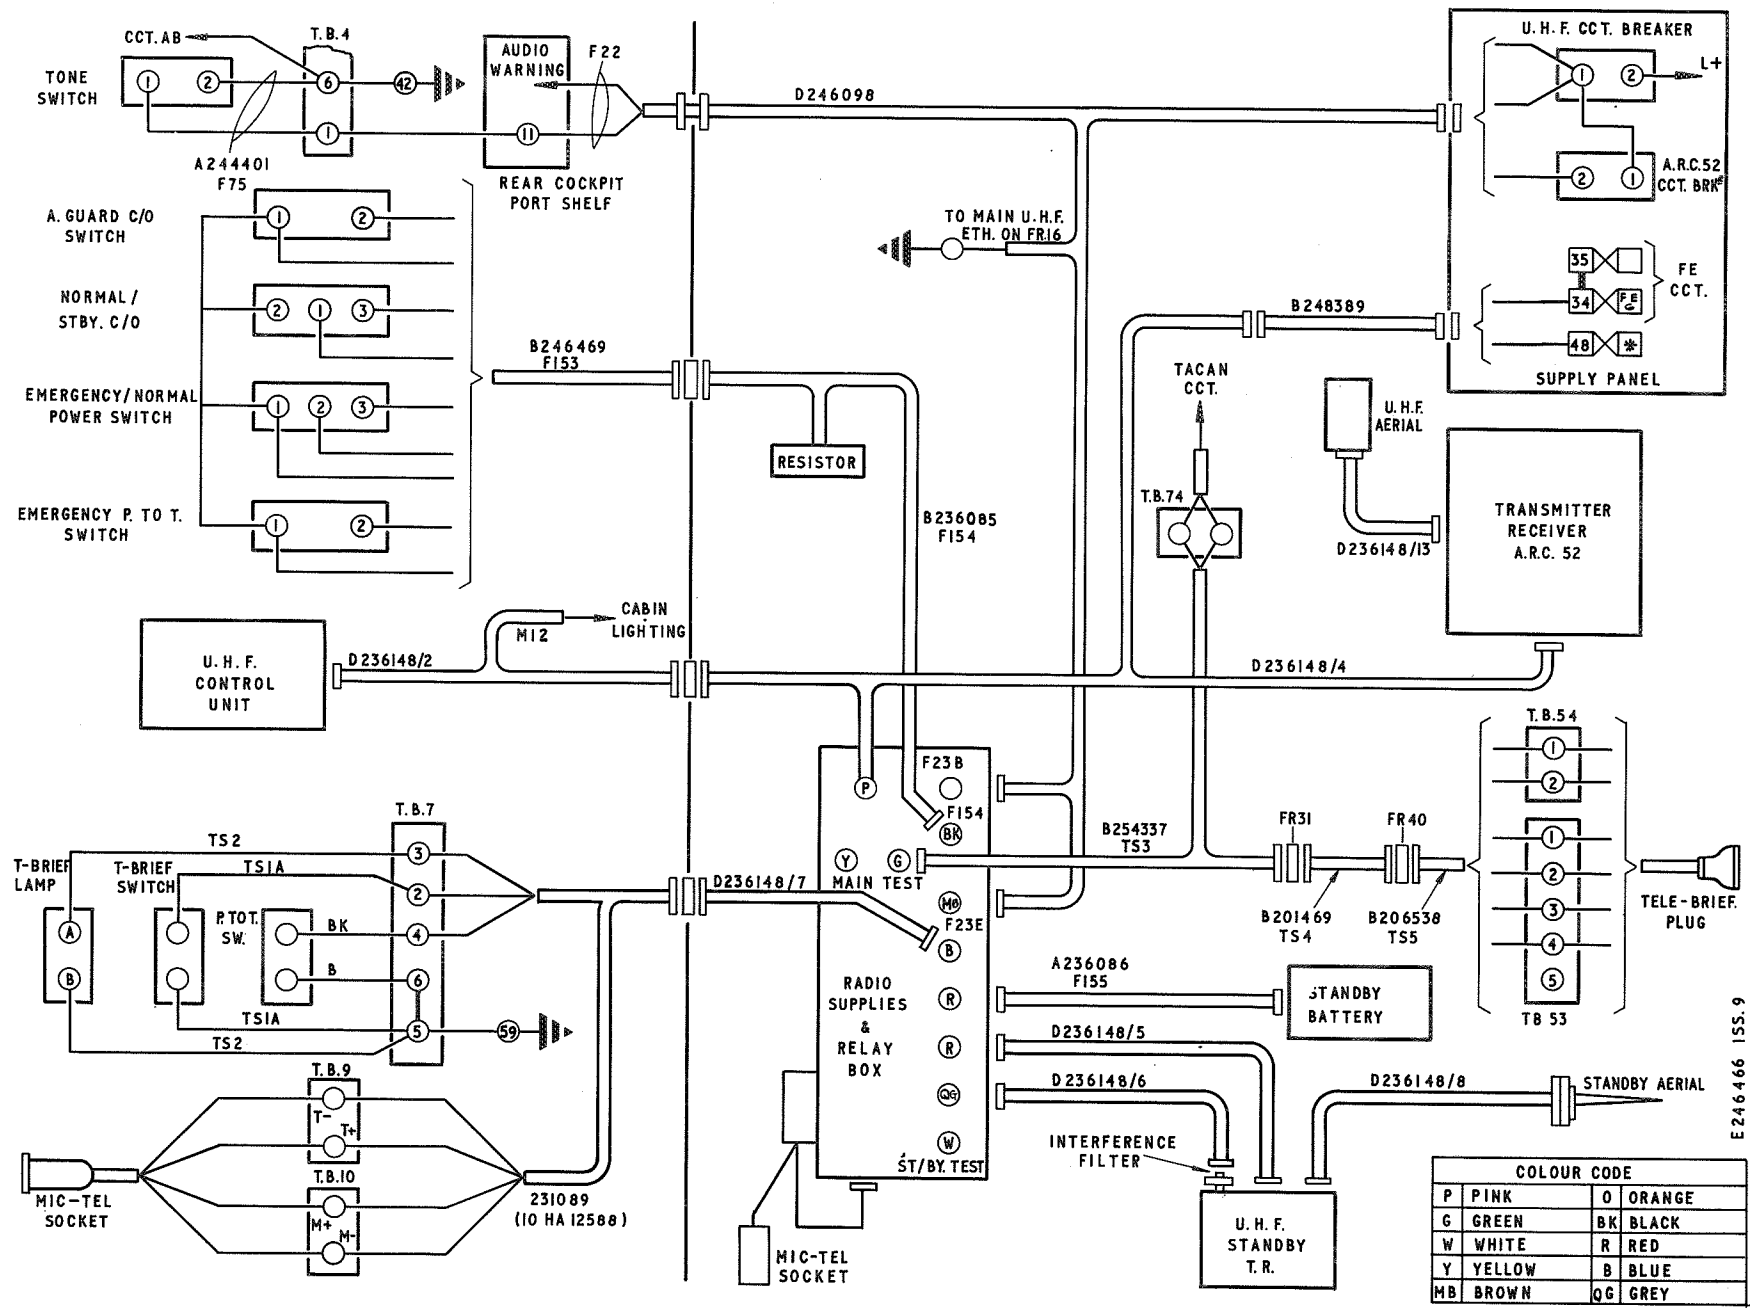 CCT. AB
T.B.4
TONE
SWITCH
1
2
6
42
1
A244401
F75
AUDIO
WARNING
11
F22
REAR COCKPIT
PORT SHELF
D246098
U.H.F. CCT. BREAKER
1
2
L+
2
1
A.R.C.52
CCT. BRKR
35
34
FE
G
48
*
FE
CCT.
SUPPLY PANEL
A. GUARD C/O
SWITCH
1
2
NORMAL/
STBY. C/O
2
1
3
EMERGENCY/NORMAL
POWER SWITCH
1
2
3
EMERGENCY P. TO T.
SWITCH
1
2
B246469
F153
RESISTOR
TO MAIN U.H.F.
ETH. ON FR.16
B248389
TACAN
CCT.
T.B.74
U.H.F.
AERIAL
D236148/13
TRANSMITTER
RECEIVER
A.R.C. 52
B236085
F154
U.H.F.
CONTROL
UNIT
D236148/2
M12
CABIN
LIGHTING
D236148/4
T.B.7
T-BRIEF
LAMP
T-BRIEF
SWITCH
P.TOT.
SW.
TS2
TS1A
BK
B
TS1A
TS2
A
B
3
2
4
6
5
59
D236148/7
P
F23B
F154
BK
Y
G
MAIN TEST
MB
F23E
B
R
R
QG
W
ST/BY. TEST
RADIO
SUPPLIES
&
RELAY
BOX
B254337
TS3
FR31
FR40
B201469
TS4
B206538
TS5
T.B.54
1
2
1
2
3
4
5
TB 53
TELE-BRIEF.
PLUG
A236086
F155
STANDBY
BATTERY
D236148/5
D236148/6
D236148/8
STANDBY AERIAL
INTERFERENCE
FILTER
U.H.F.
STANDBY
T.R.
MIC-TEL
SOCKET
T.B.9
T-
T+
T.B.10
M+
M-
MIC-TEL
SOCKET
231089
(10 HA 12588)
E246466 ISS.9
COLOUR CODE
P PINK O ORANGE
G GREEN BK BLACK
W WHITE R RED
Y YELLOW B BLUE
MB BROWN QG GREY